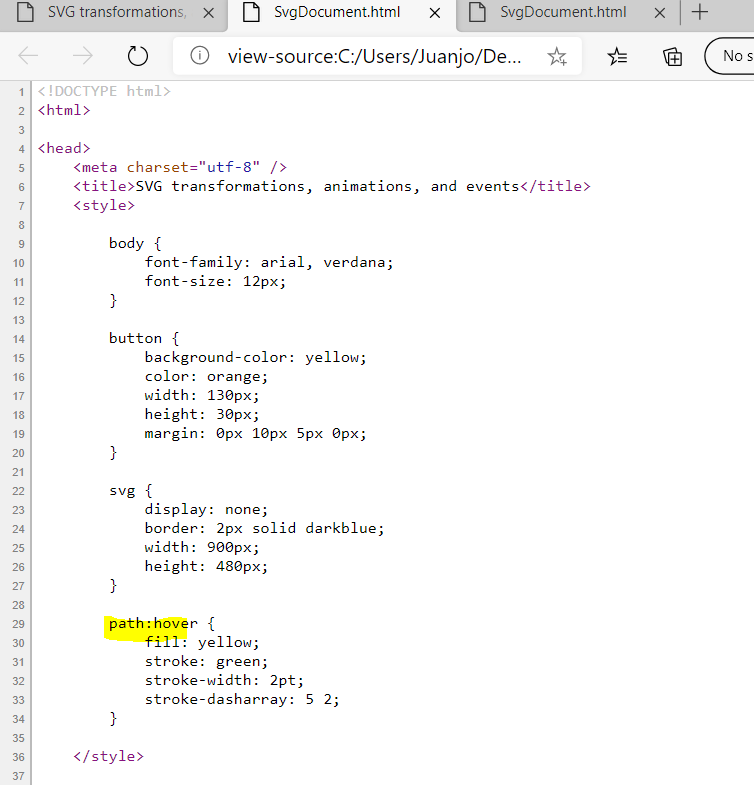 SVG transformations,
SvgDocument.html
SvgDocument.html
view-source:C:/Users/Juanjo/De...
No s
1 <!DOCTYPE html>
2 <html>
3
4 <head>
5     <meta charset="utf-8" />
6     <title>SVG transformations, animations, and events</title>
7     <style>
8
9         body {
10             font-family: arial, verdana;
11             font-size: 12px;
12         }
13
14         button {
15             background-color: yellow;
16             color: orange;
17             width: 130px;
18             height: 30px;
19             margin: 0px 10px 5px 0px;
20         }
21
22         svg {
23             display: none;
24             border: 2px solid darkblue;
25             width: 900px;
26             height: 480px;
27         }
28
29         path:hover {
30             fill: yellow;
31             stroke: green;
32             stroke-width: 2pt;
33             stroke-dasharray: 5 2;
34         }
35
36     </style>
37